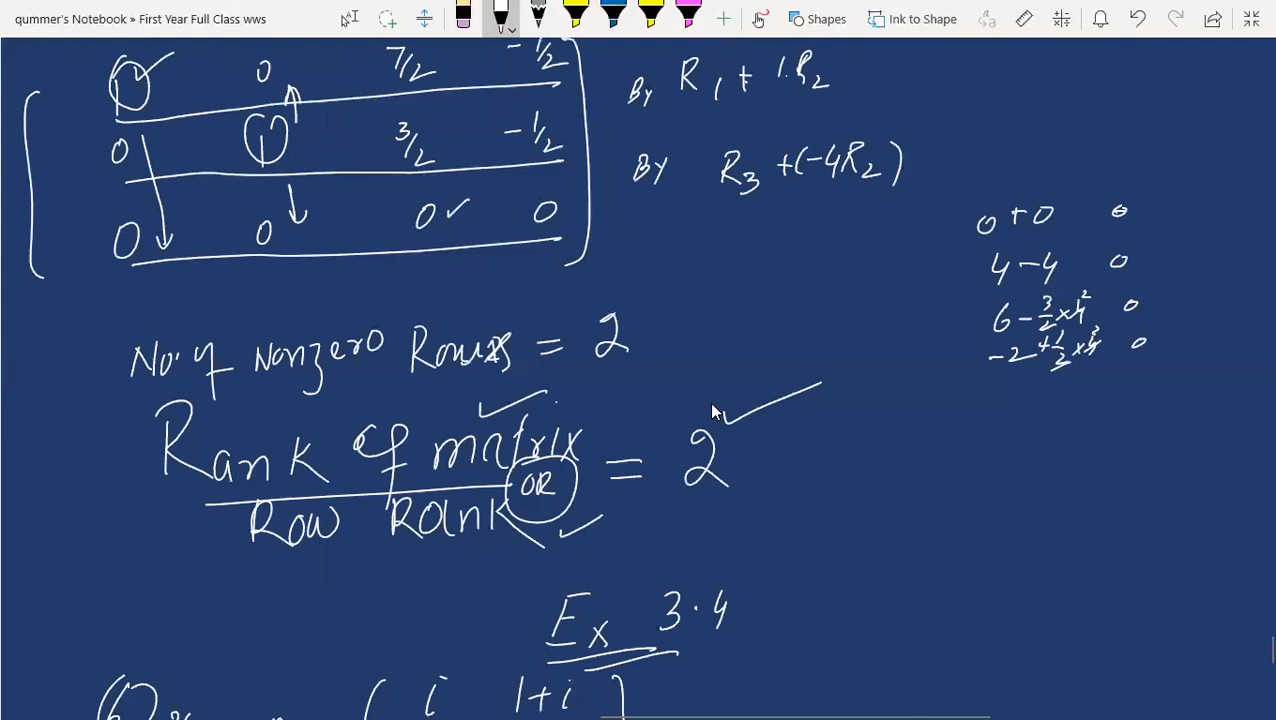 qummer's Notebook » First Year Full Class wws
Shapes
Ink to Shape
1 0 7/2 -1/2 By R1 + 1.R2
0 1 3/2 -1/2 By R3 +(-4R2)
0 0 0 0
0+0 0
4-4 0
6-3/2×4 2 0
-2+1/2×4 2 0
No. of Nonzero Rows = 2
Rank of matrix = 2
OR
Row Rank
Ex 3.4
i 1+i